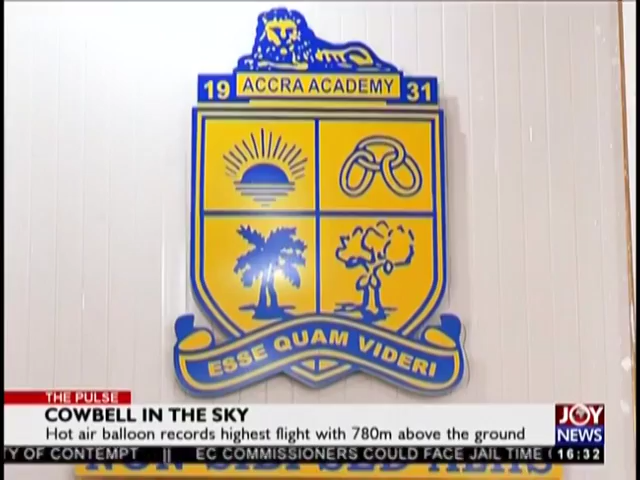 19 ACCRA ACADEMY 31
ESSE QUAM VIDERI
THE PULSE
COWBELL IN THE SKY
Hot air balloon records highest flight with 780m above the ground
JOY
NEWS
Y OF CONTEMPT || EC COMMISSIONERS COULD FACE JAIL TIME
16:32